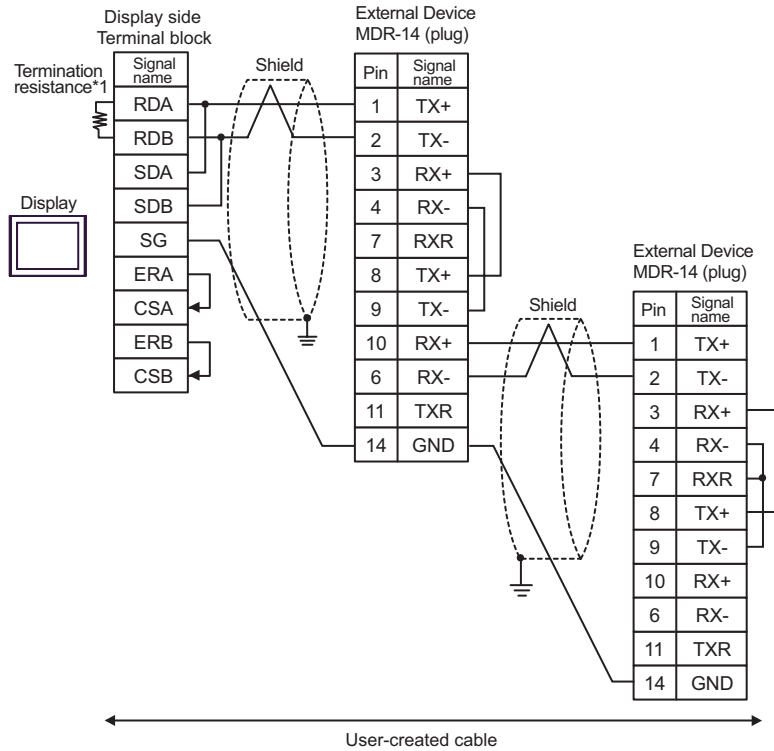 Display side
Terminal block
Signal
name
Termination
resistance*1
RDA
RDB
SDA
SDB
SG
ERA
CSA
ERB
CSB
Display
Shield
External Device
MDR-14 (plug)
Pin Signal
name
1 TX+
2 TX-
3 RX+
4 RX-
7 RXR
8 TX+
9 TX-
10 RX+
6 RX-
11 TXR
14 GND
Shield
External Device
MDR-14 (plug)
Pin Signal
name
1 TX+
2 TX-
3 RX+
4 RX-
7 RXR
8 TX+
9 TX-
10 RX+
6 RX-
11 TXR
14 GND
User-created cable